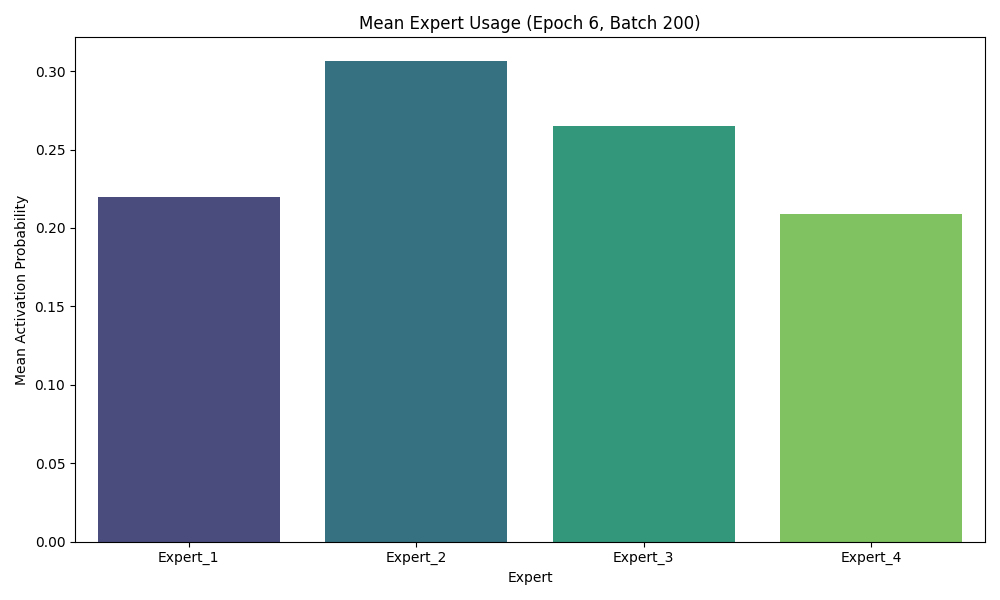 Mean Expert Usage (Epoch 6, Batch 200)
Mean Activation Probability
0.30
0.25
0.20
0.15
0.10
0.05
0.00
Expert_1
Expert_2
Expert_3
Expert_4
Expert